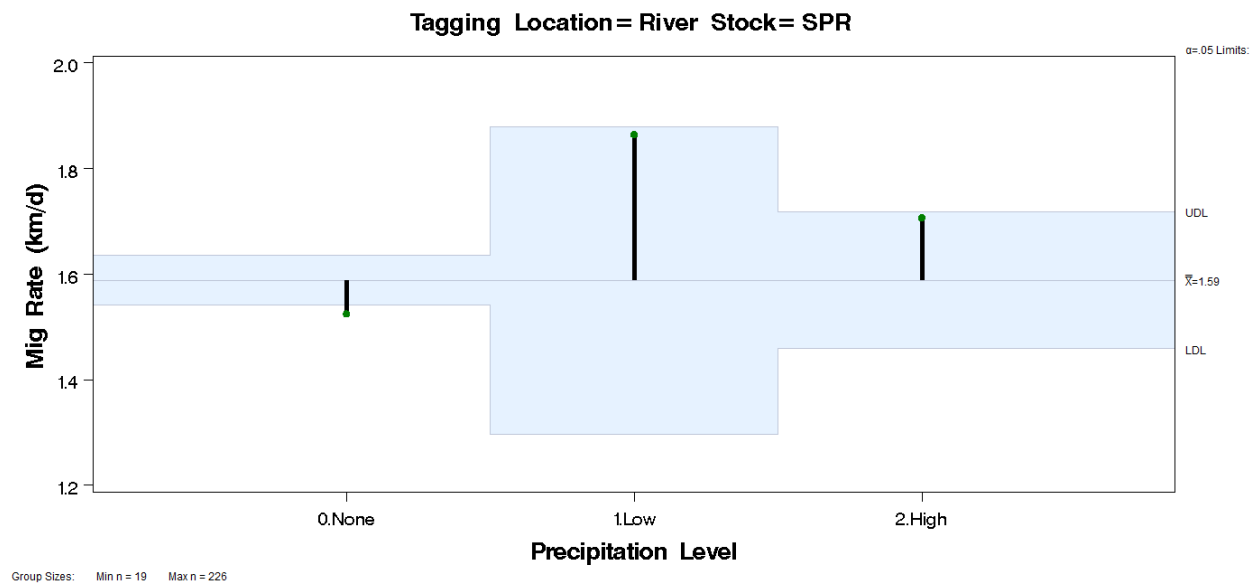 Tagging Location= River Stock= SPR
α=.05 Limits:
2.0
1.8
1.6
1.4
1.2
Mig Rate (km/d)
UDL
X̿=1.59
LDL
0.None
1.Low
2.High
Precipitation Level
Group Sizes: Min n = 19 Max n = 226